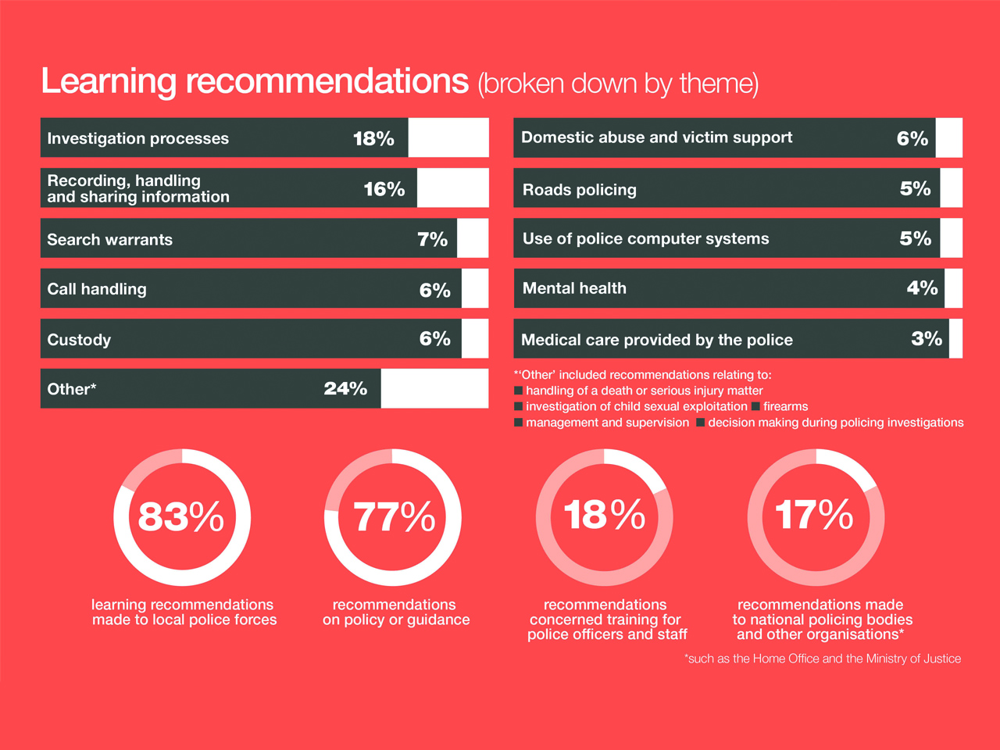 Learning recommendations (broken down by theme)
Investigation processes 18%
Recording, handling
and sharing information 16%
Search warrants 7%
Call handling 6%
Custody 6%
Other* 24%
Domestic abuse and victim support 6%
Roads policing 5%
Use of police computer systems 5%
Mental health 4%
Medical care provided by the police 3%
*‘Other’ included recommendations relating to:
handling of a death or serious injury matter
investigation of child sexual exploitation firearms
management and supervision decision making during policing investigations
83%
learning recommendations
made to local police forces
77%
recommendations
on policy or guidance
18%
recommendations
concerned training for
police officers and staff
17%
recommendations made
to national policing bodies
and other organisations*
*such as the Home Office and the Ministry of Justice